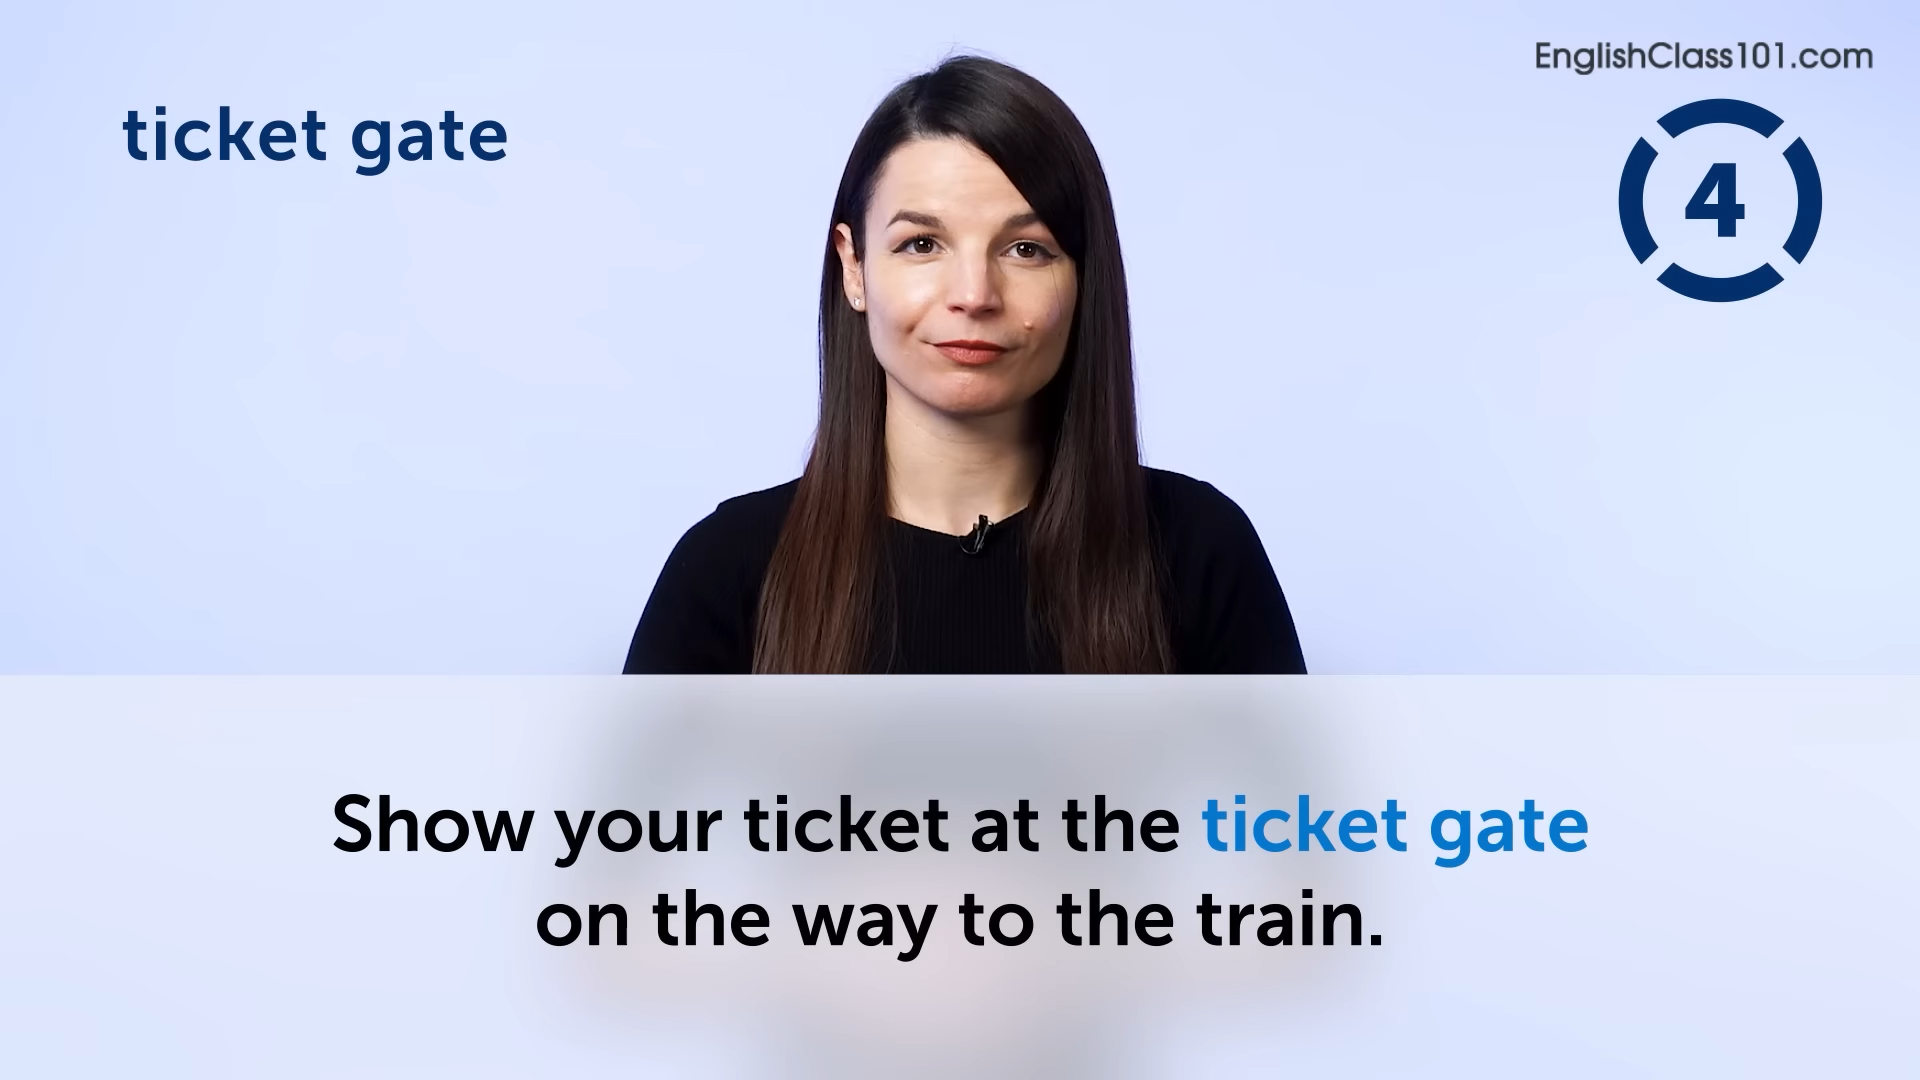 EnglishClass101.com
ticket gate
4
Show your ticket at the ticket gate
on the way to the train.